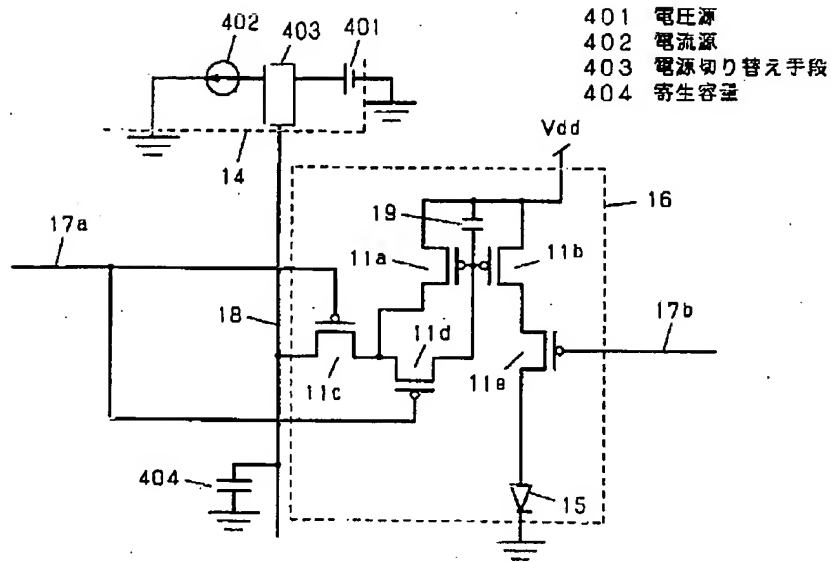 401 電圧源
402 電流源
403 電源切り替え手段
404 寄生容量
402
403
401
14
Vdd
16
17a
19
11a
11b
18
11d
17b
11c
11e
404
15